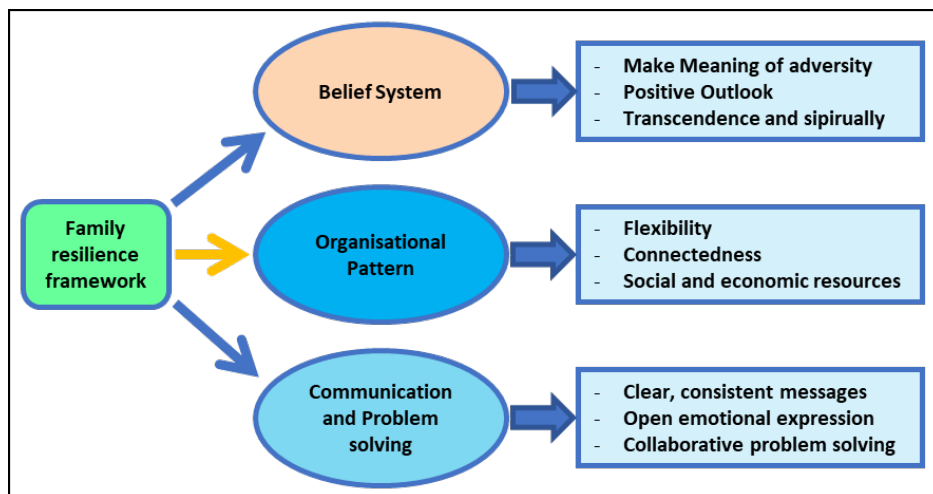 Family
resilience
framework
Belief System
- Make Meaning of adversity
- Positive Outlook
- Transcendence and sipirually
Organisational
Pattern
- Flexibility
- Connectedness
- Social and economic resources
Communication
and Problem
solving
- Clear, consistent messages
- Open emotional expression
- Collaborative problem solving